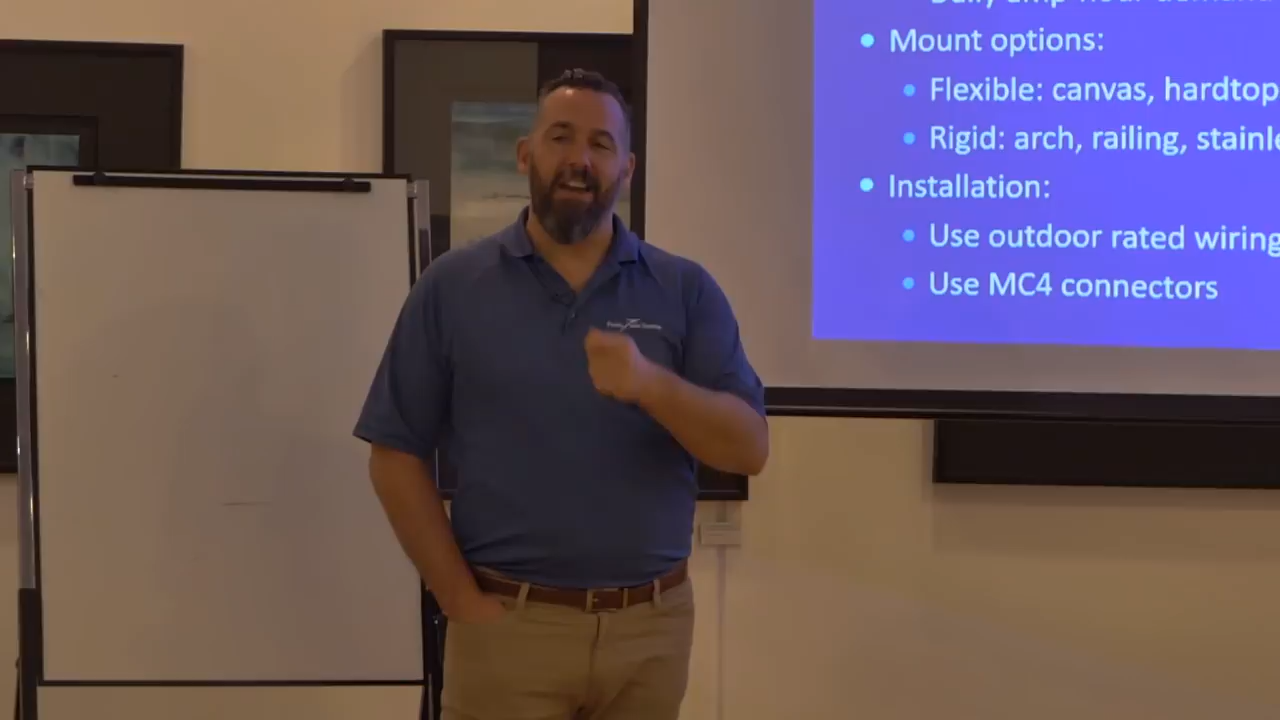 Mount options:
Flexible: canvas, hardtop
Rigid: arch, railing,
Installation:
Use outdoor rated wiring
Use MC4 connectors